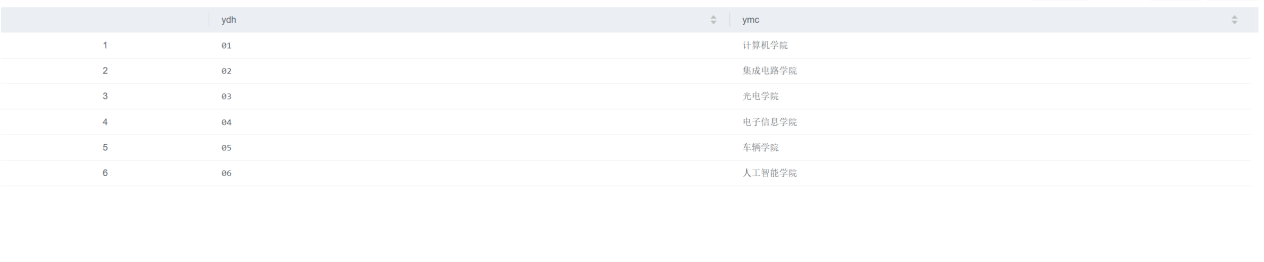 ydh ymc
1 01 计算机学院
2 02 集成电路学院
3 03 光电学院
4 04 电子信息学院
5 05 车辆学院
6 06 人工智能学院